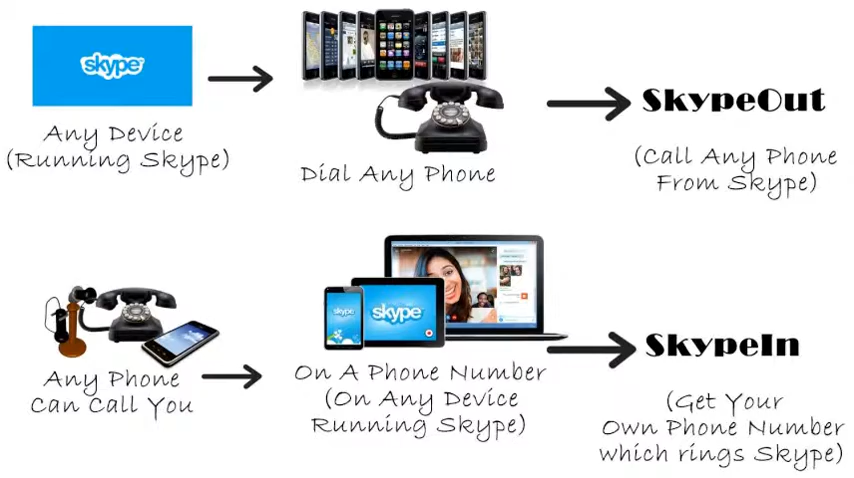 skype
Any Device
(Running Skype)
Dial Any Phone
SkypeOut
(Call Any Phone
From Skype)
Any Phone
Can Call You
skype
skype
On A Phone Number
(On Any Device
Running Skype)
SkypeIn
(Get Your
Own Phone Number
which rings Skype)